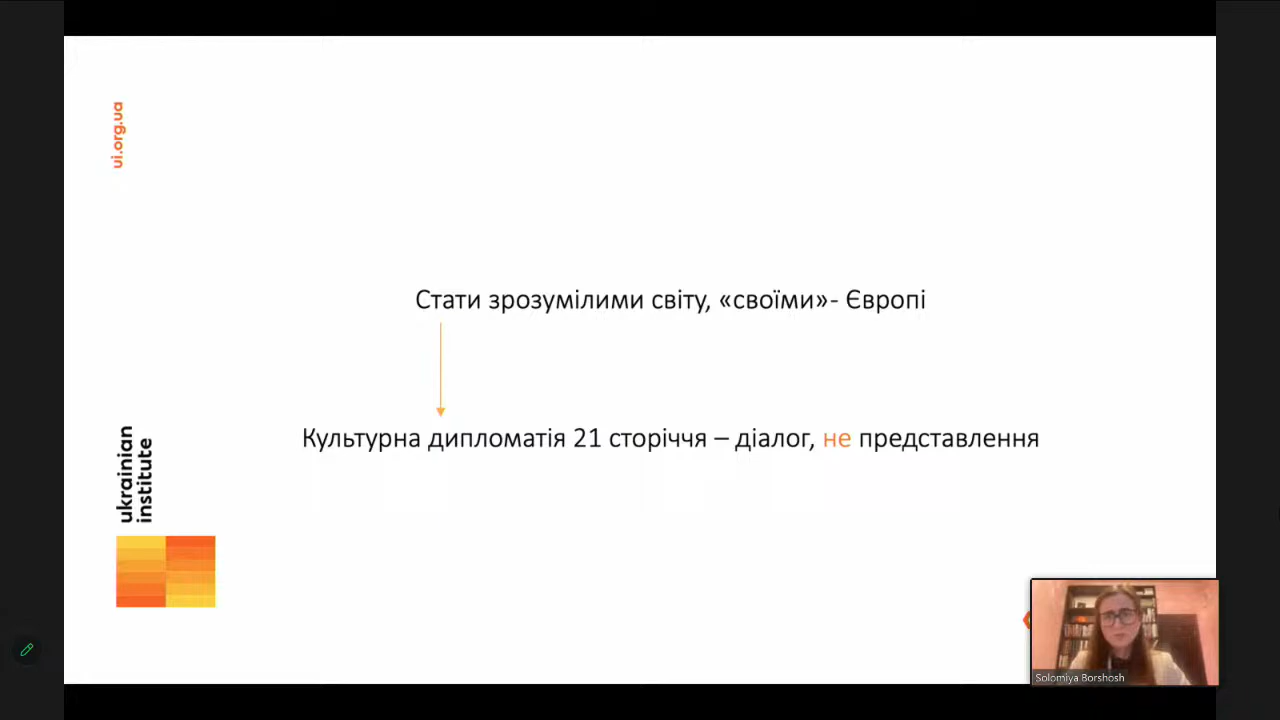 ui.org.ua
Стати зрозумілими світу, «своїми»- Європі
Культурна дипломатія 21 сторіччя – діалог, не представлення
ukrainian
institute
Solomiya Borshosh